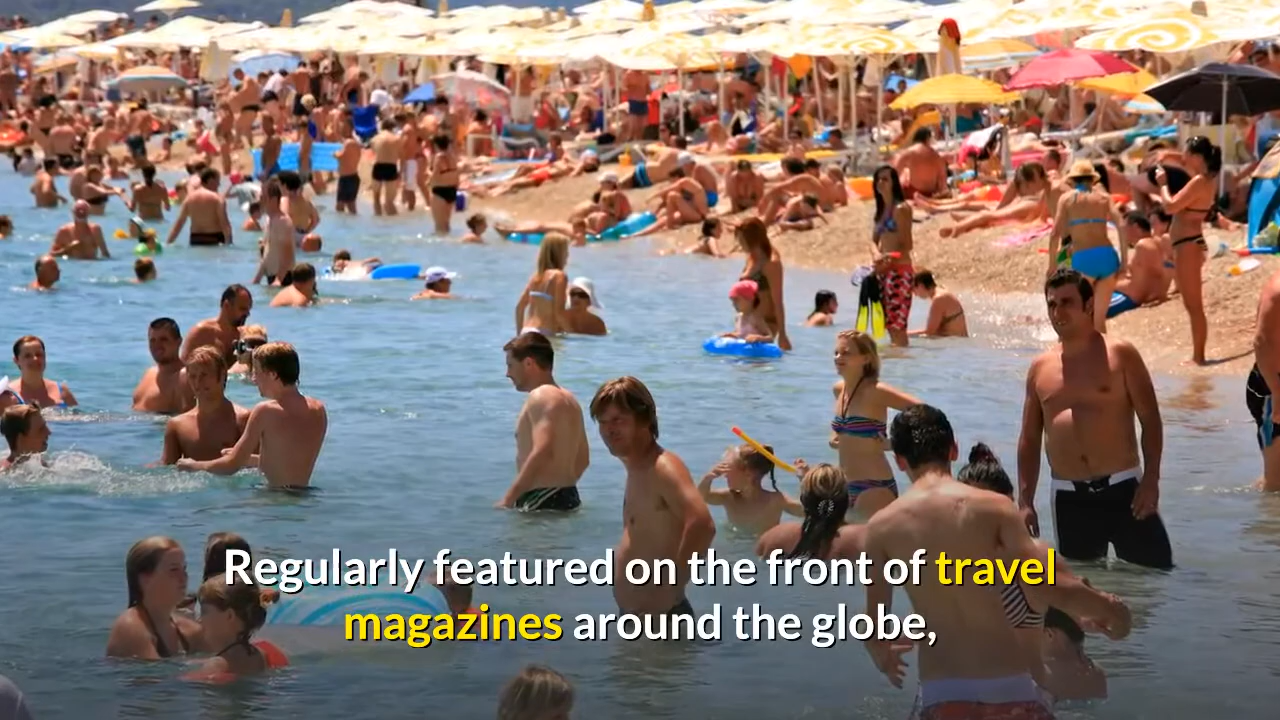 Regularly featured on the front of travel
magazines around the globe,